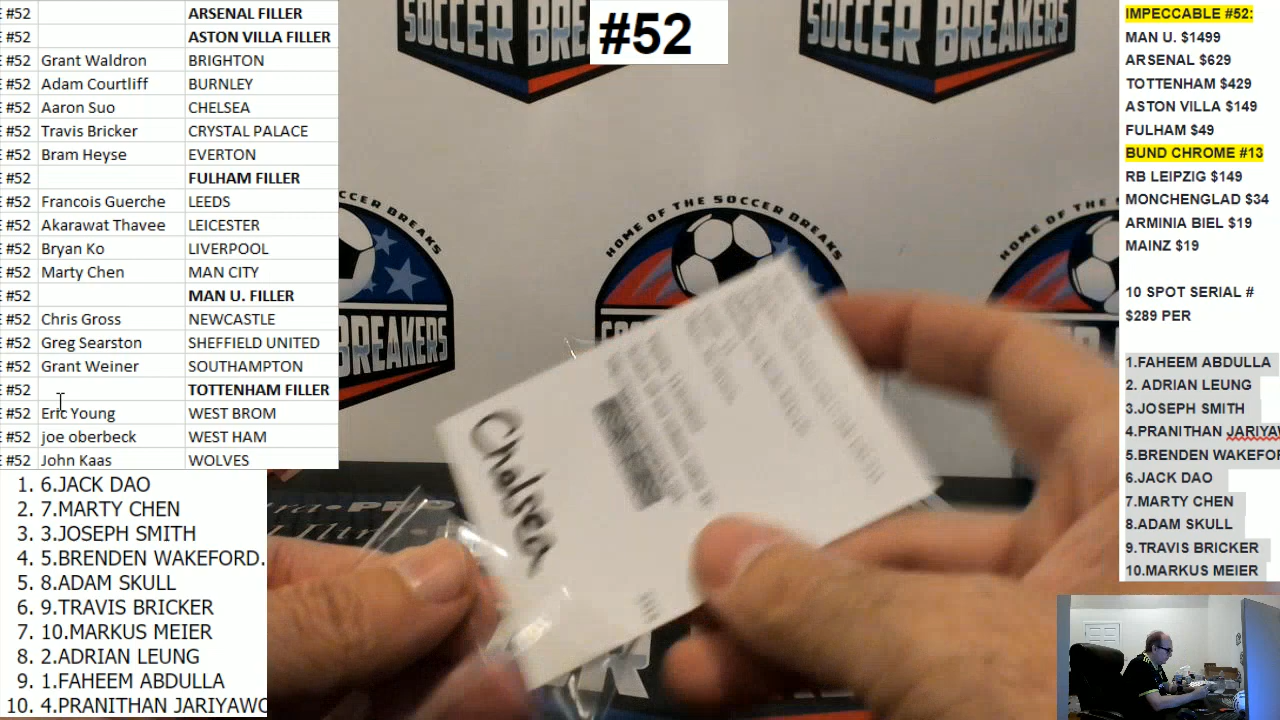 #52 ARSENAL FILLER
#52 ASTON VILLA FILLER
#52 Grant Waldron BRIGHTON
#52 Adam Courtliff BURNLEY
#52 Aaron Suo CHELSEA
#52 Travis Bricker CRYSTAL PALACE
#52 Bram Heyse EVERTON
#52 FULHAM FILLER
#52 Francois Guerche LEEDS
#52 Akarawat Thavee LEICESTER
#52 Bryan Ko LIVERPOOL
#52 Marty Chen MAN CITY
#52 MAN U. FILLER
#52 Chris Gross NEWCASTLE
#52 Greg Searston SHEFFIELD UNITED
#52 Grant Weiner SOUTHAMPTON
#52 TOTTENHAM FILLER
#52 Eric Young WEST BROM
#52 joe oberbeck WEST HAM
#52 John Kaas WOLVES
1. 6.JACK DAO
2. 7.MARTY CHEN
3. 3.JOSEPH SMITH
4. 5.BRENDEN WAKEFORD.
5. 8.ADAM SKULL
6. 9.TRAVIS BRICKER
7. 10.MARKUS MEIER
8. 2.ADRIAN LEUNG
9. 1.FAHEEM ABDULLA
10. 4.PRANITHAN JARIYAWO
#52
SOCCER BRE
SOCCER BREAKERS
HOME OF THE SOCCER BREAKS
BREAKERS
Chelsea
IMPECCABLE #52:
MAN U. $1499
ARSENAL $629
TOTTENHAM $429
ASTON VILLA $149
FULHAM $49
BUND CHROME #13
RB LEIPZIG $149
MONCHENGLAD $34
ARMINIA BIEL $19
MAINZ $19
10 SPOT SERIAL #
$289 PER
1.FAHEEM ABDULLA
2. ADRIAN LEUNG
3.JOSEPH SMITH
4.PRANITHAN JARIYAW
5.BRENDEN WAKEFOR
6.JACK DAO
7.MARTY CHEN
8.ADAM SKULL
9.TRAVIS BRICKER
10.MARKUS MEIER